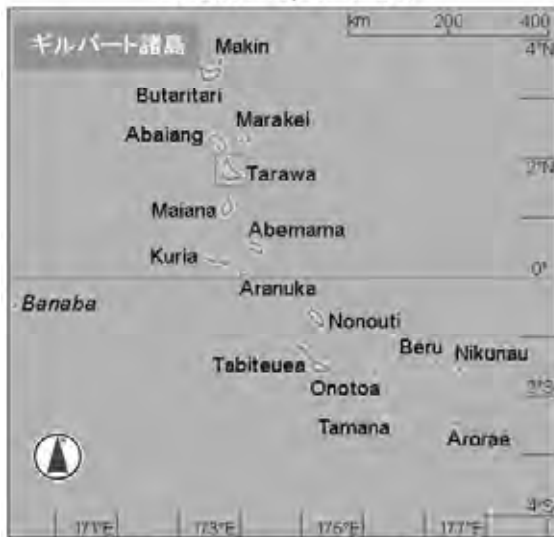 km 200 400
ギルバート諸島
Makin
4°N
Butaritari
Marakei
Abaiang
2°N
Tarawa
Maiana
Abemama
Kuria
0°
Aranuka
Banaba
Nonouti
Beru
Nikunau
Tabiteuea
Onotoa
Tamana
Arorae
171°E 173°E 177°E